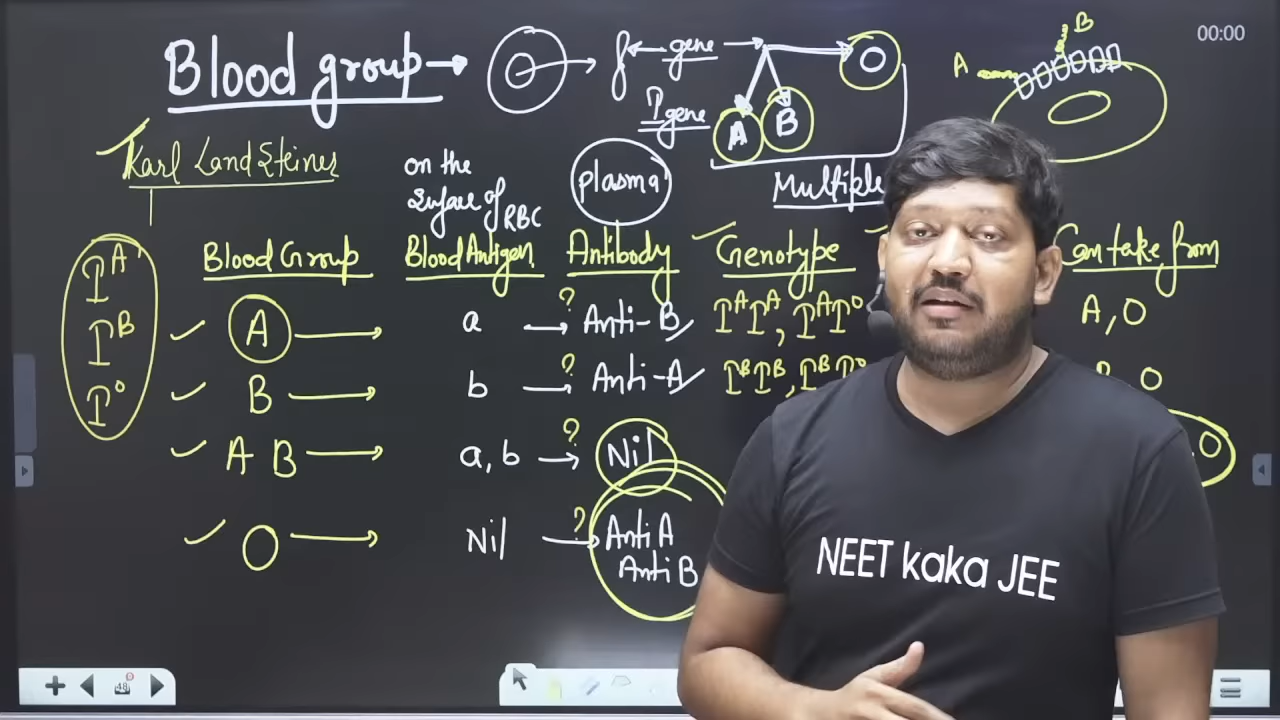 Blood group → gene → O
I gene A B
A B
00:00
Karl LandSteiner
on the
Surface of
RBC
plasma
Multiple
I^A
I^B
I^O
Blood Group Blood Antigen Antibody Genotype Can take from
A → a → ? Anti-B I^A I^A, I^A I^O A, O
B → b → ? Anti-A I^B I^B, I^B I^O , O
A B → a, b → ? Nil , O
O → Nil → ? Anti A
Anti B
NEET kaka JEE
48